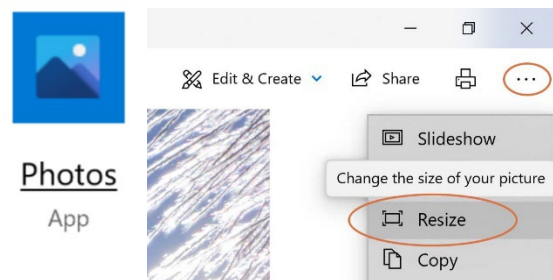 Photos
App
Edit & Create
Share
...
Slideshow
Change the size of your picture
Resize
Copy